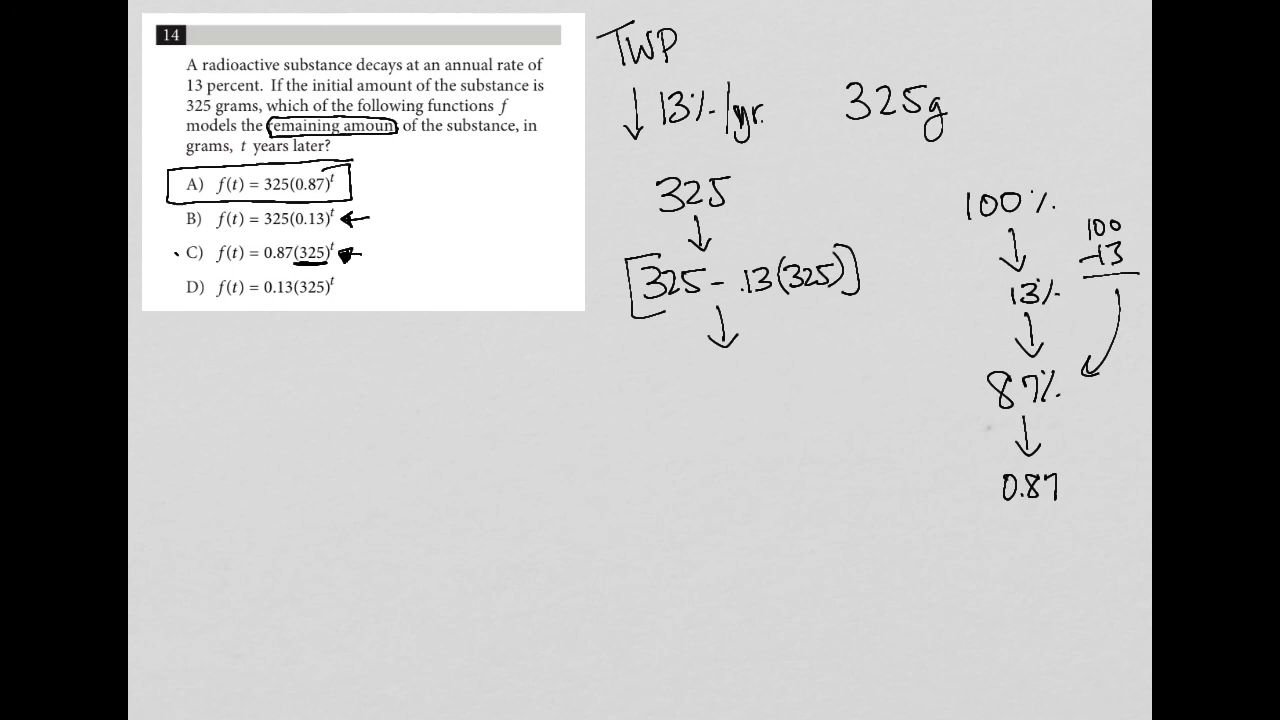 14
A radioactive substance decays at an annual rate of
13 percent. If the initial amount of the substance is
325 grams, which of the following functions f
models the remaining amount of the substance, in
grams, t years later?
A) f(t) = 325(0.87)^t
B) f(t) = 325(0.13)^t
C) f(t) = 0.87(325)^t
D) f(t) = 0.13(325)^t
TWP
↓ 13% /yr. 325g
325
↓
[325 - .13(325)]
↓
100%
↓
13%
↓
87%
↓
0.87
100
-13